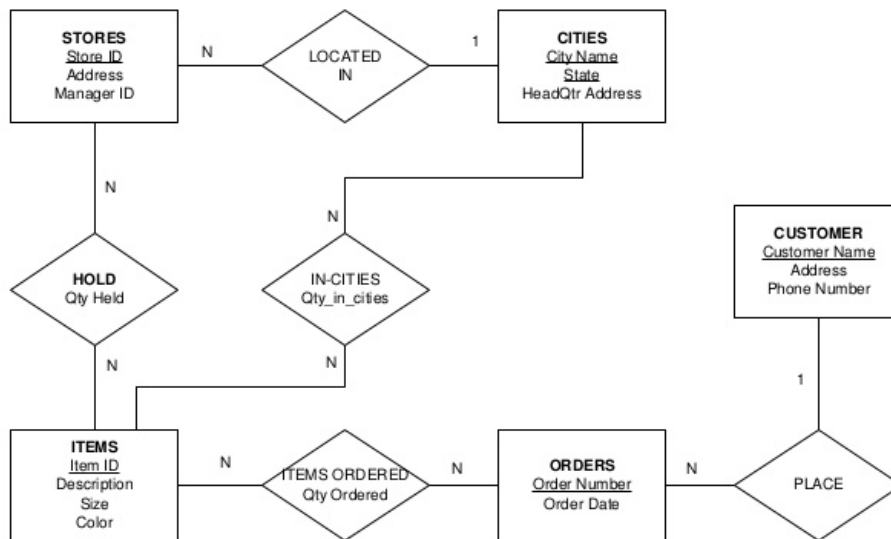 STORES
Store ID
Address
Manager ID
N
LOCATED
IN
1
CITIES
City Name
State
HeadQtr Address
N
N
CUSTOMER
Customer Name
Address
Phone Number
HOLD
Qty Held
IN-CITIES
Qty_in_cities
N
N
1
ITEMS
Item ID
Description
Size
Color
N
ITEMS ORDERED
Qty Ordered
N
ORDERS
Order Number
Order Date
N
PLACE